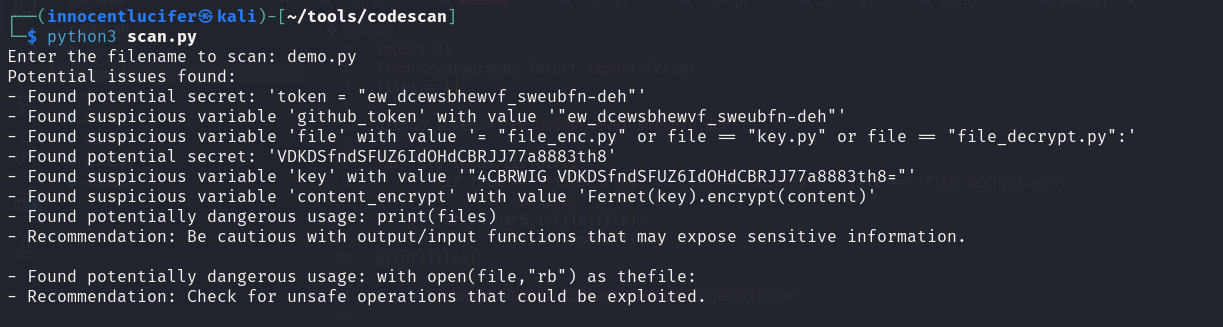 ┌──(innocentlucifer㉿kali)-[~/tools/codescan]
└─$ python3 scan.py
Enter the filename to scan: demo.py
Potential issues found:
- Found potential secret: 'token = "ew_dcewsbhewvf_sweubfn-deh"'
- Found suspicious variable 'github_token' with value '"ew_dcewsbhewvf_sweubfn-deh"'
- Found suspicious variable 'file' with value '= "file_enc.py" or file == "key.py" or file == "file_decrypt.py":'
- Found potential secret: 'VDKDSfndSFUZ6IdOHdCBRJJ77a8883th8'
- Found suspicious variable 'key' with value '"4CBRWIG VDKDSfndSFUZ6IdOHdCBRJJ77a8883th8="'
- Found suspicious variable 'content_encrypt' with value 'Fernet(key).encrypt(content)'
- Found potentially dangerous usage: print(files)
- Recommendation: Be cautious with output/input functions that may expose sensitive information.
- Found potentially dangerous usage: with open(file,"rb") as thefile:
- Recommendation: Check for unsafe operations that could be exploited.